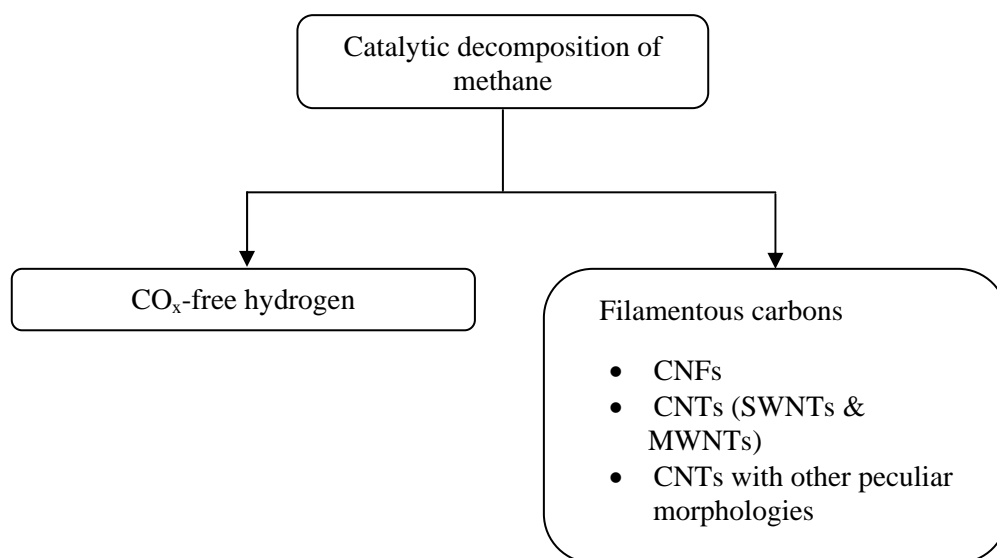 Catalytic decomposition of
methane
COₓ-free hydrogen
Filamentous carbons
• CNFs
• CNTs (SWNTs &
MWNTs)
• CNTs with other peculiar
morphologies